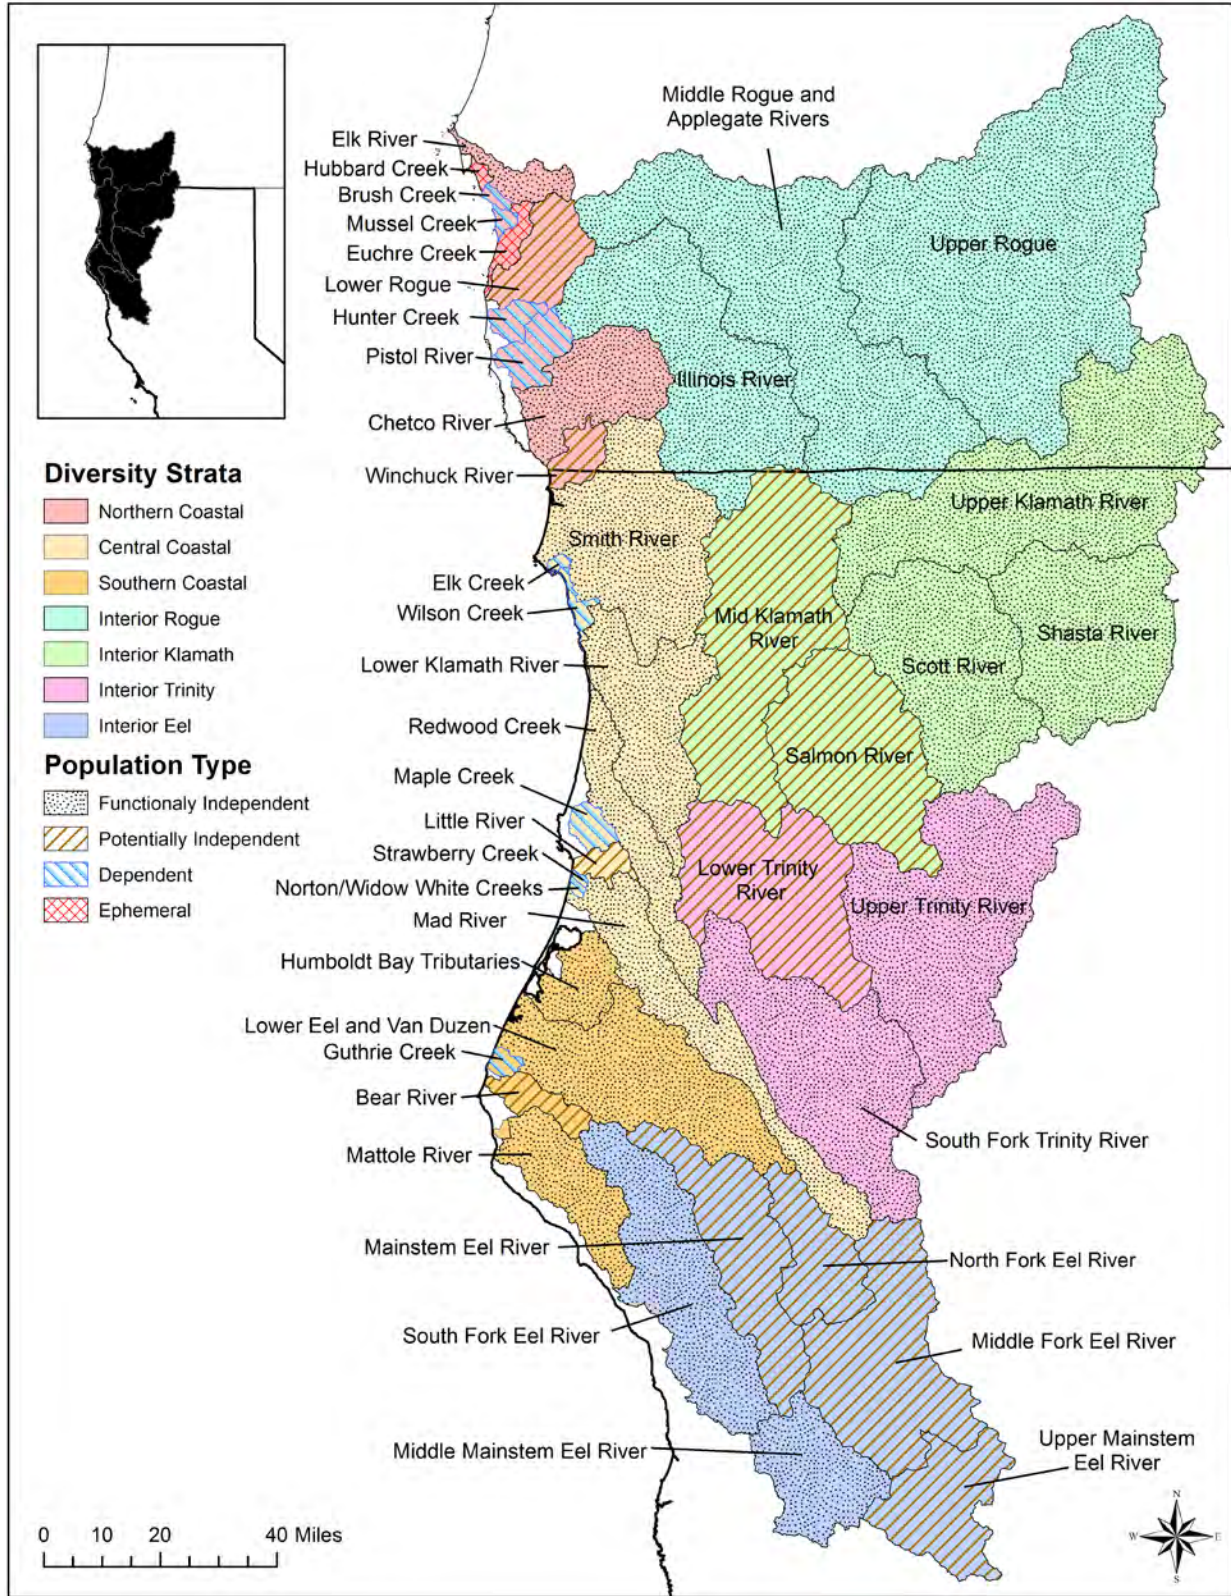 Middle Rogue and
Applegate Rivers
Elk River
Hubbard Creek
Brush Creek
Mussel Creek
Euchre Creek
Lower Rogue
Hunter Creek
Pistol River
Chetco River
Winchuck River
Upper Rogue
Illinois River
Upper Klamath River
Smith River
Elk Creek
Wilson Creek
Mid Klamath
River
Shasta River
Scott River
Lower Klamath River
Redwood Creek
Salmon River
Maple Creek
Little River
Strawberry Creek
Norton/Widow White Creeks
Mad River
Lower Trinity
River
Upper Trinity River
Humboldt Bay Tributaries
Lower Eel and Van Duzen
Guthrie Creek
Bear River
Mattole River
South Fork Trinity River
Mainstem Eel River
North Fork Eel River
South Fork Eel River
Middle Fork Eel River
Middle Mainstem Eel River
Upper Mainstem
Eel River
Diversity Strata
Northern Coastal
Central Coastal
Southern Coastal
Interior Rogue
Interior Klamath
Interior Trinity
Interior Eel
Population Type
Functionaly Independent
Potentially Independent
Dependent
Ephemeral
0 10 20 40 Miles
N
W E
S